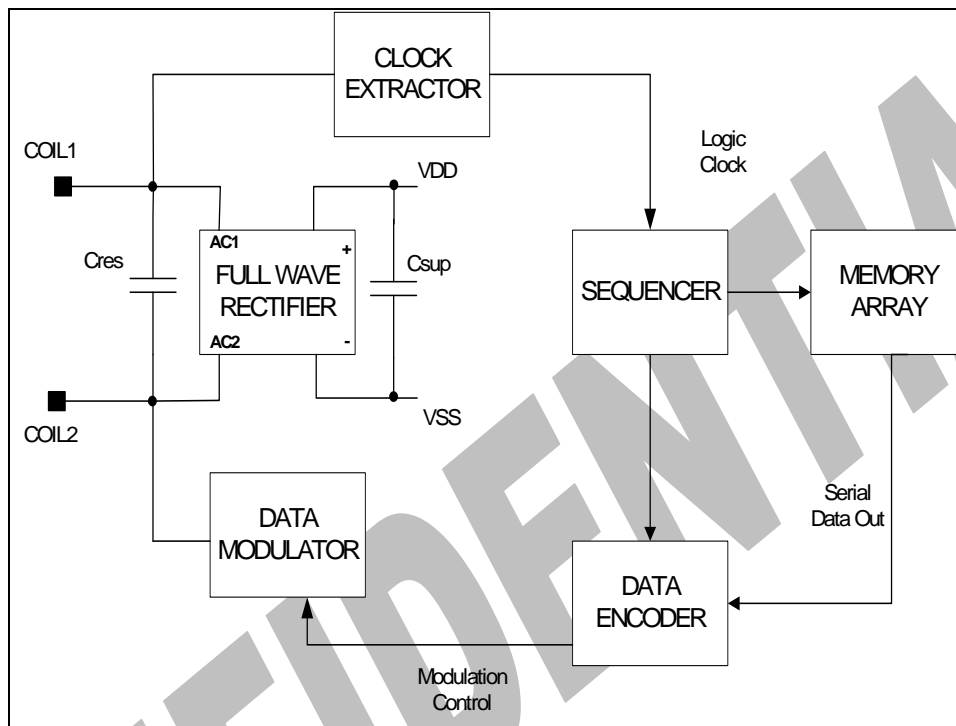 CLOCK
EXTRACTOR
Logic
Clock
COIL1
VDD
AC1
+
Cres
FULL WAVE
RECTIFIER
Csup
SEQUENCER
MEMORY
ARRAY
AC2
-
VSS
COIL2
DATA
MODULATOR
Serial
Data Out
DATA
ENCODER
Modulation
Control